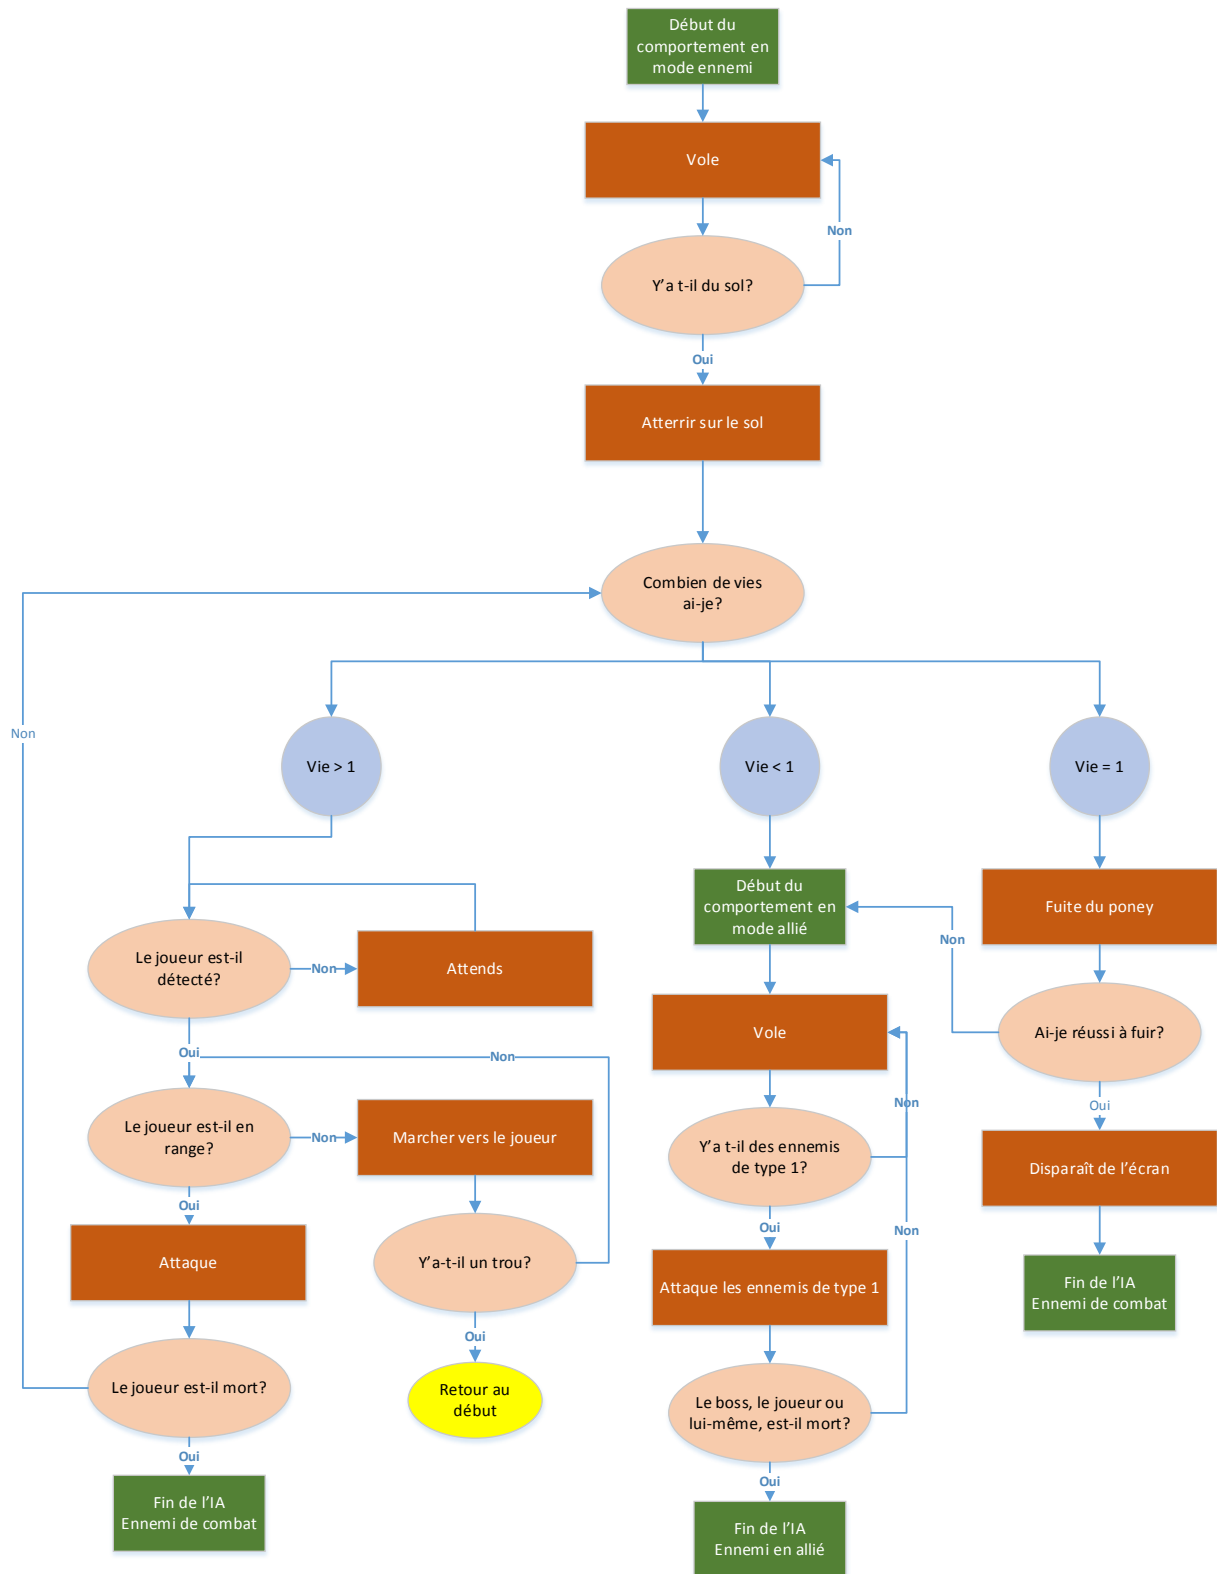 Début du
comportement en
mode ennemi
Vole
Non
Y'a t-il du sol?
Oui
Atterrir sur le sol
Combien de vies
ai-je?
Non
Vie > 1
Vie < 1
Vie = 1
Début du
comportement en
mode allié
Fuite du poney
Non
Le joueur est-il
détecté?
Non
Attends
Vole
Ai-je réussi à fuir?
Oui
Non
Non
Oui
Le joueur est-il en
range?
Non
Marcher vers le joueur
Y'a t-il des ennemis
de type 1?
Disparaît de l'écran
Oui
Oui
Non
Attaque
Y'a-t-il un trou?
Attaque les ennemis de type 1
Fin de l'IA
Ennemi de combat
Oui
Le joueur est-il mort?
Retour au
début
Le boss, le joueur ou
lui-même, est-il mort?
Oui
Oui
Fin de l'IA
Ennemi de combat
Fin de l'IA
Ennemi en allié